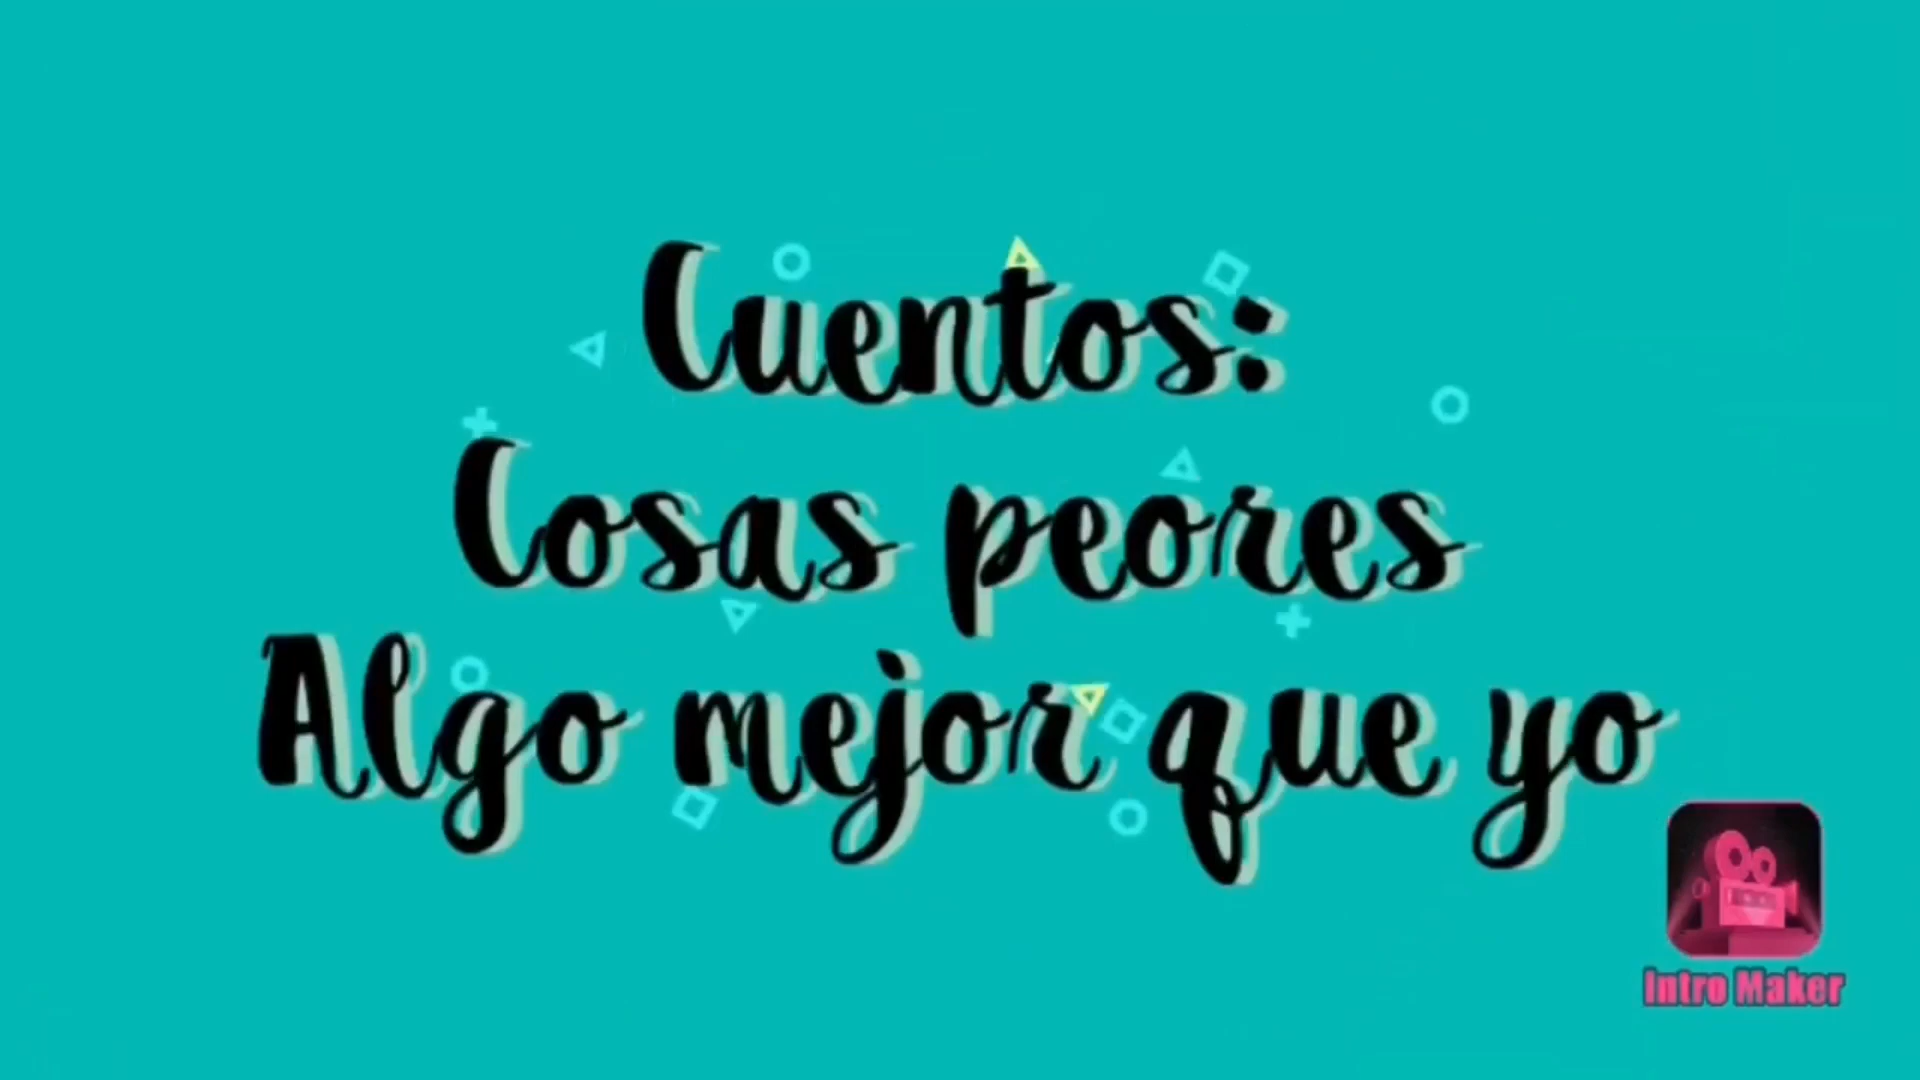 Cuentos:
Cosas peores
Algo mejor que yo
Intro Maker